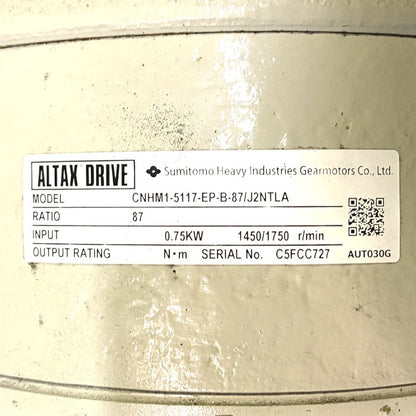 ALTAX DRIVE Sumitomo Heavy Industries Gearmotors Co., Ltd.
MODEL CNHM1-5117-EP-B-87/J2NTLA
RATIO 87
INPUT 0.75KW 1450/1750 r/min
OUTPUT RATING N·m SERIAL No. C5FCC727 AUT030G